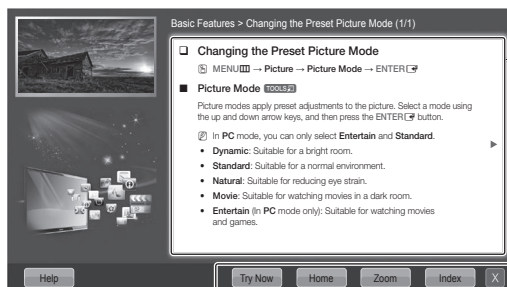 Basic Features > Changing the Preset Picture Mode (1/1)
Changing the Preset Picture Mode
MENU → Picture → Picture Mode → ENTER
Picture Mode TOOLS
Picture modes apply preset adjustments to the picture. Select a mode using
the up and down arrow keys, and then press the ENTER button.
In PC mode, you can only select Entertain and Standard.
• Dynamic: Suitable for a bright room.
• Standard: Suitable for a normal environment.
• Natural: Suitable for reducing eye strain.
• Movie: Suitable for watching movies in a dark room.
• Entertain (In PC mode only): Suitable for watching movies
and games.
Help Try Now Home Zoom Index X